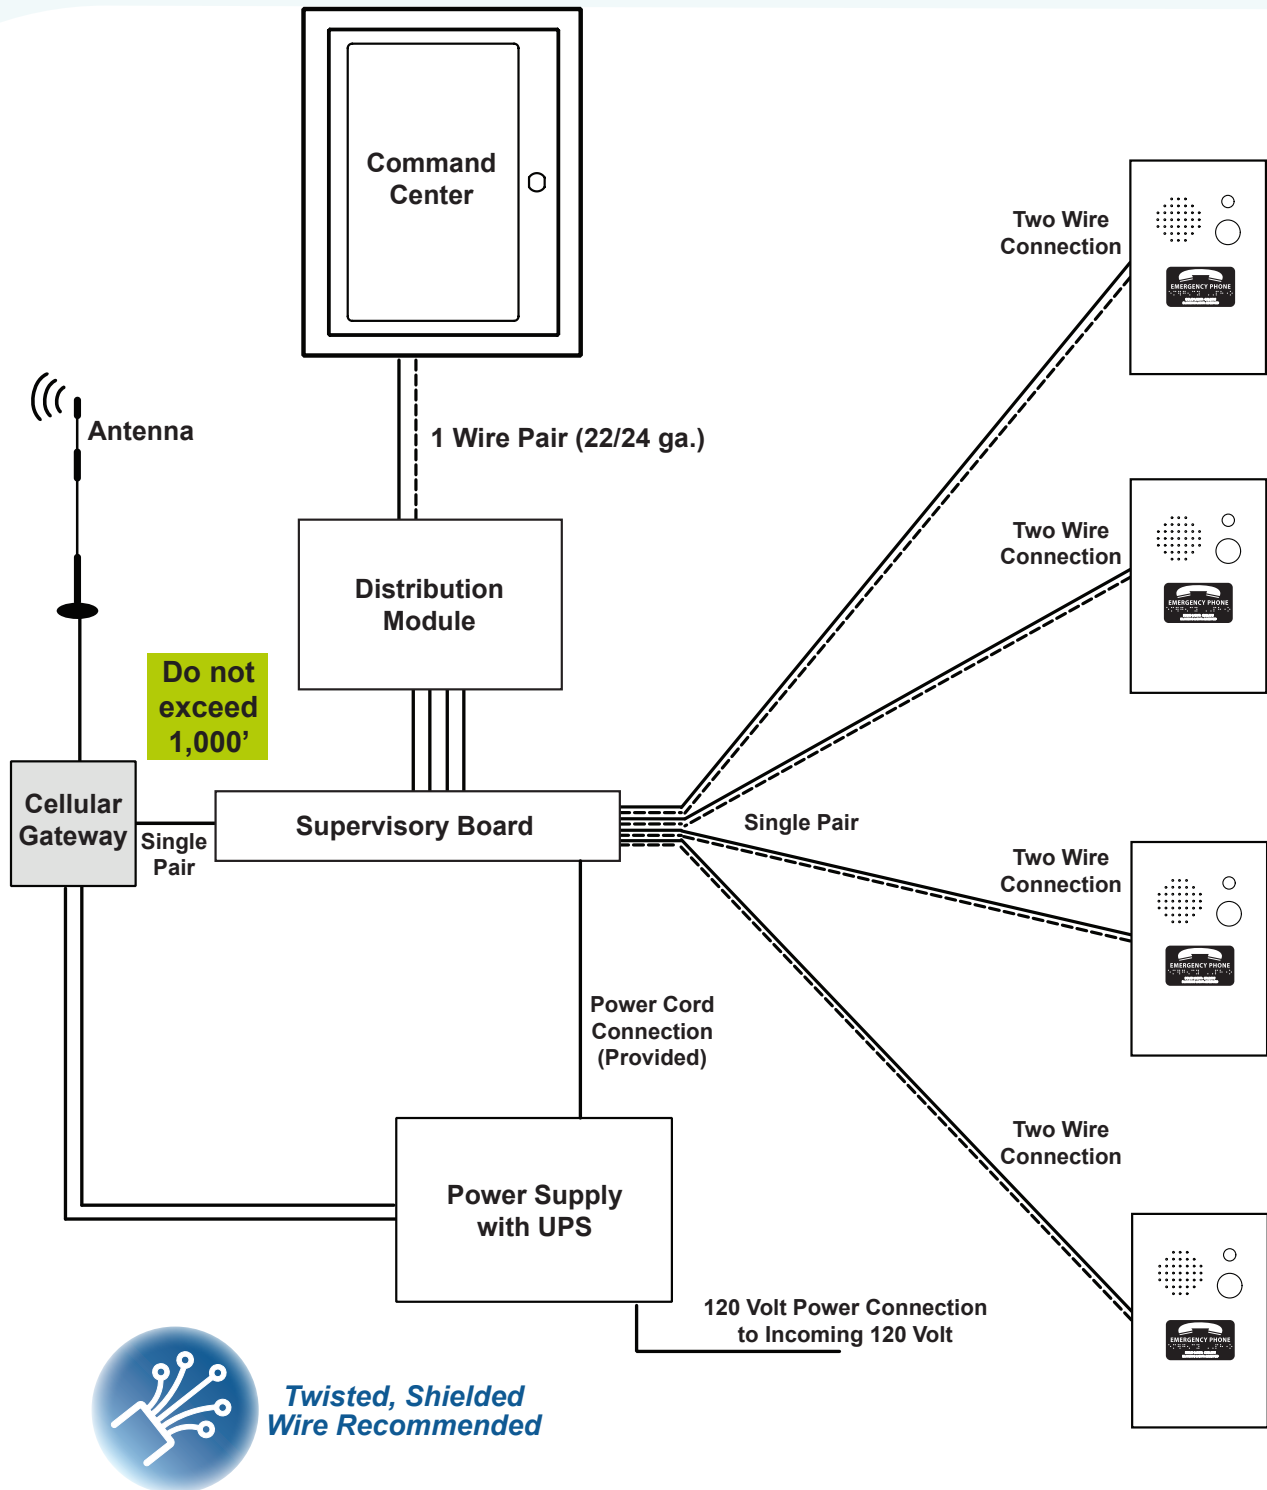 Command
Center
Two Wire
Connection
EMERGENCY PHONE
Antenna
1 Wire Pair (22/24 ga.)
Two Wire
Connection
EMERGENCY PHONE
Distribution
Module
Do not
exceed
1,000’
Cellular
Gateway
Single
Pair
Supervisory Board
Single Pair
Two Wire
Connection
EMERGENCY PHONE
Power Cord
Connection
(Provided)
Two Wire
Connection
Power Supply
with UPS
120 Volt Power Connection
to Incoming 120 Volt
EMERGENCY PHONE
Twisted, Shielded
Wire Recommended